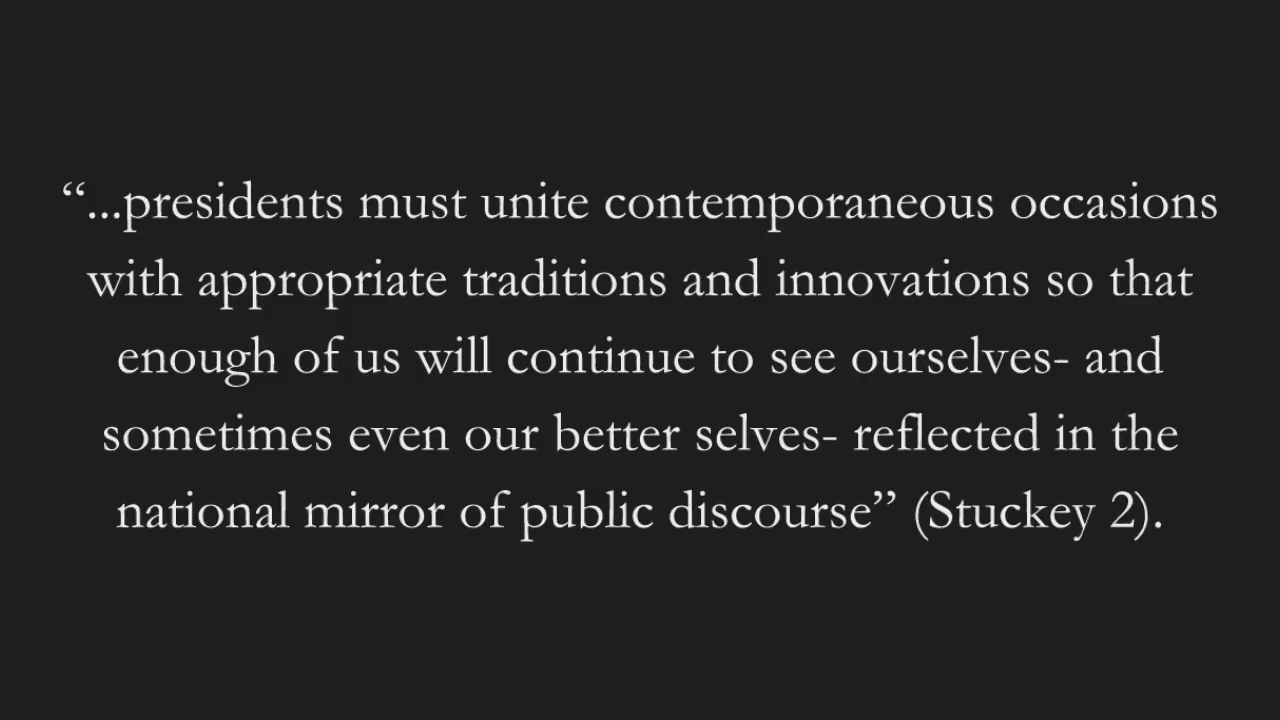 “...presidents must unite contemporaneous occasions
with appropriate traditions and innovations so that
enough of us will continue to see ourselves- and
sometimes even our better selves- reflected in the
national mirror of public discourse” (Stuckey 2).